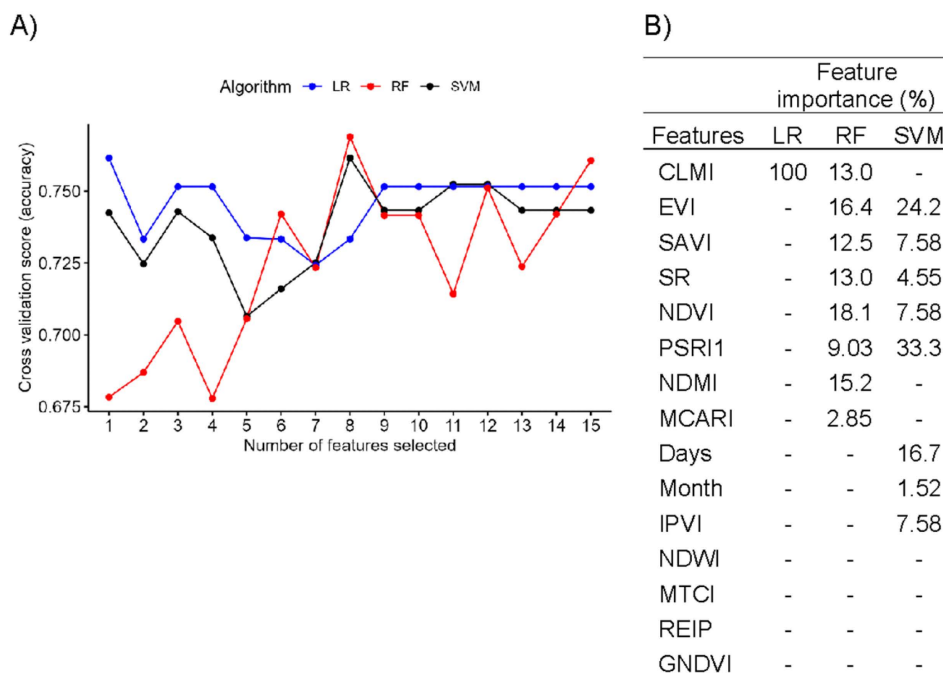 A)
Algorithm LR RF SVM
Cross validation score (accuracy)
0.750
0.725
0.700
0.675
1 2 3 4 5 6 7 8 9 10 11 12 13 14 15
Number of features selected
B)
Feature
importance (%)
Features LR RF SVM
CLMI 100 13.0 -
EVI - 16.4 24.2
SAVI - 12.5 7.58
SR - 13.0 4.55
NDVI - 18.1 7.58
PSRI1 - 9.03 33.3
NDMI - 15.2 -
MCARI - 2.85 -
Days - - 16.7
Month - - 1.52
IPVI - - 7.58
NDWI - - -
MTCI - - -
REIP - - -
GNDVI - - -